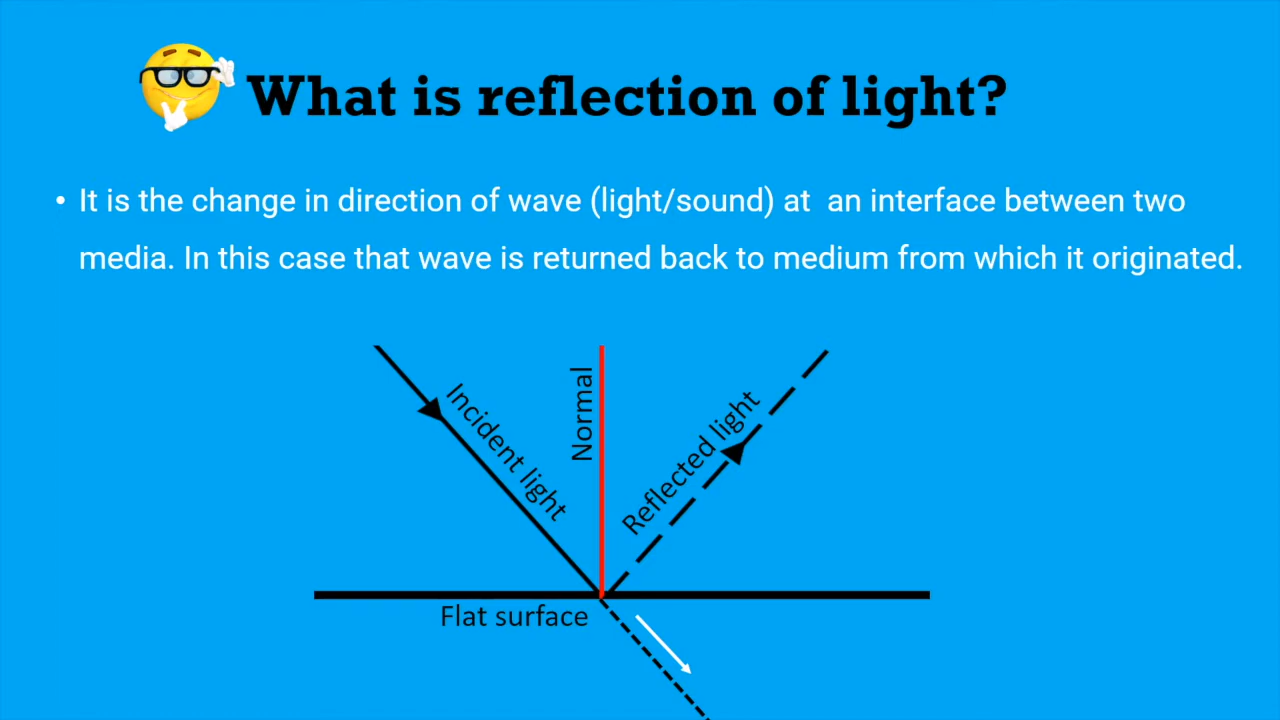 What is reflection of light?
• It is the change in direction of wave (light/sound) at  an interface between two
media. In this case that wave is returned back to medium from which it originated.
Incident light
Normal
Reflected light
Flat surface